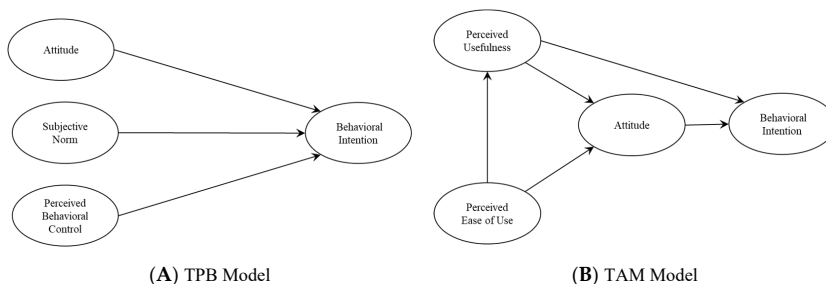 Attitude
Subjective
Norm
Perceived
Behavioral
Control
Behavioral
Intention
(A) TPB Model
Perceived
Usefulness
Attitude
Behavioral
Intention
Perceived
Ease of Use
(B) TAM Model